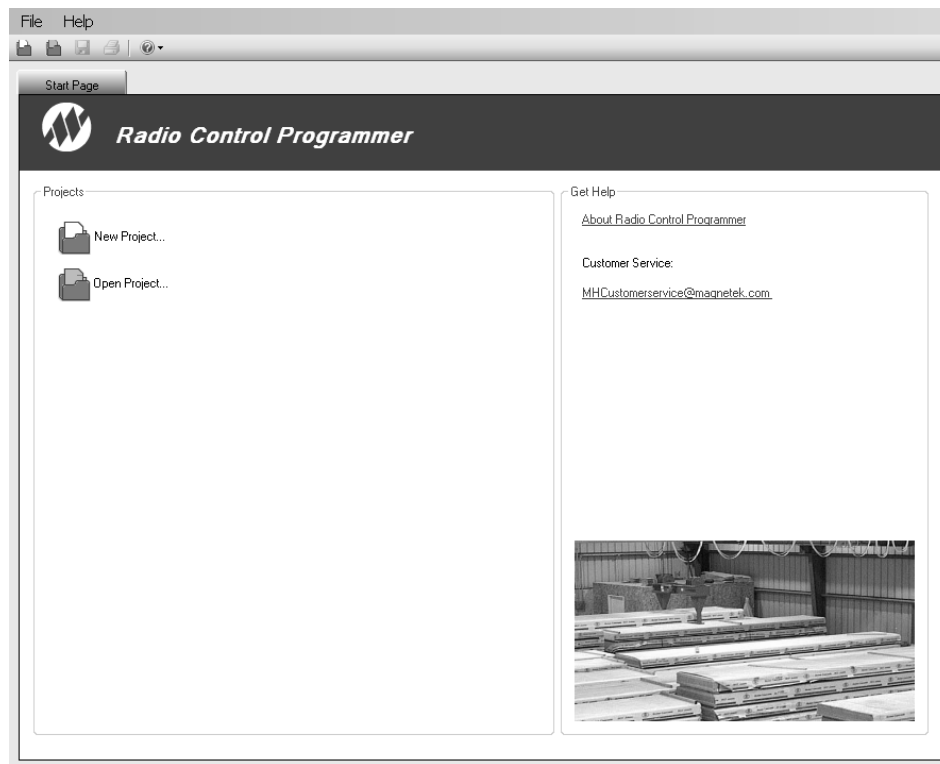 File Help
Start Page
Radio Control Programmer
Projects
New Project...
Open Project...
Get Help
About Radio Control Programmer
Customer Service:
MHCustomerservice@magnetek.com